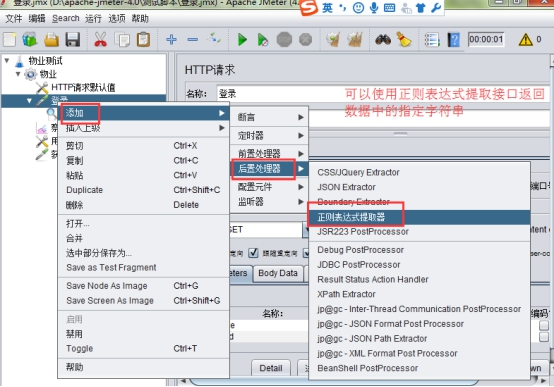 登录.jmx (D:\apache-jmeter-4.0\测试脚本\登录.jmx) - Apache JMeter (4.
英
文件 编辑 Search 运行 选项 帮助
00:00:01
物业测试
物业
HTTP请求默认值
登录
HTTP请求
名称: 登录
可以使用正则表达式提取接口返回
数据中的指定字符串
添加
插入上级
剪切 Ctrl+X
复制 Ctrl+C
粘贴 Ctrl+V
Duplicate Ctrl+Shift+C
删除 Delete
打开...
合并
选中部分保存为...
Save as Test Fragment
Save Node As Image Ctrl+G
Save Screen As Image Ctrl+Shift+G
启用
禁用
Toggle Ctrl+T
帮助
断言
定时器
前置处理器
后置处理器
配置元件
监听器
CSS/JQuery Extractor
JSON Extractor
Boundary Extractor
正则表达式提取器
JSR223 PostProcessor
Debug PostProcessor
JDBC PostProcessor
Result Status Action Handler
XPath Extractor
jp@gc - Inter-Thread Communication PostProcessor
jp@gc - JSON Format Post Processor
jp@gc - JSON Path Extractor
jp@gc - XML Format Post Processor
BeanShell PostProcessor
端口号
GET
Body Data
名称:
编码
Detail